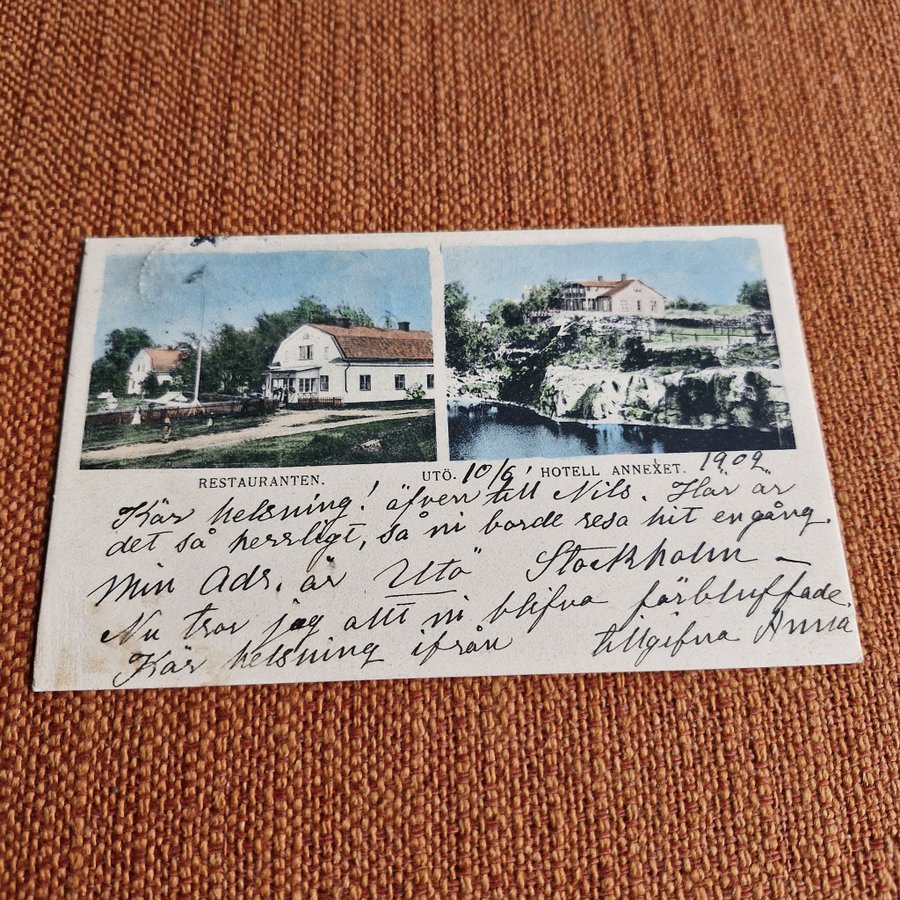 RESTAURANTEN. UTÖ. 10/6 HOTELL ANNEXET. 1902.
Kär helsning! äfven till Nils. Här är
det så herrligt, så ni borde resa hit en gång.
Min Adr. är Utö Stockholm –
Nu tror jag att ni blifva förbluffade.
Kär helsning ifrån tillgifna Anna